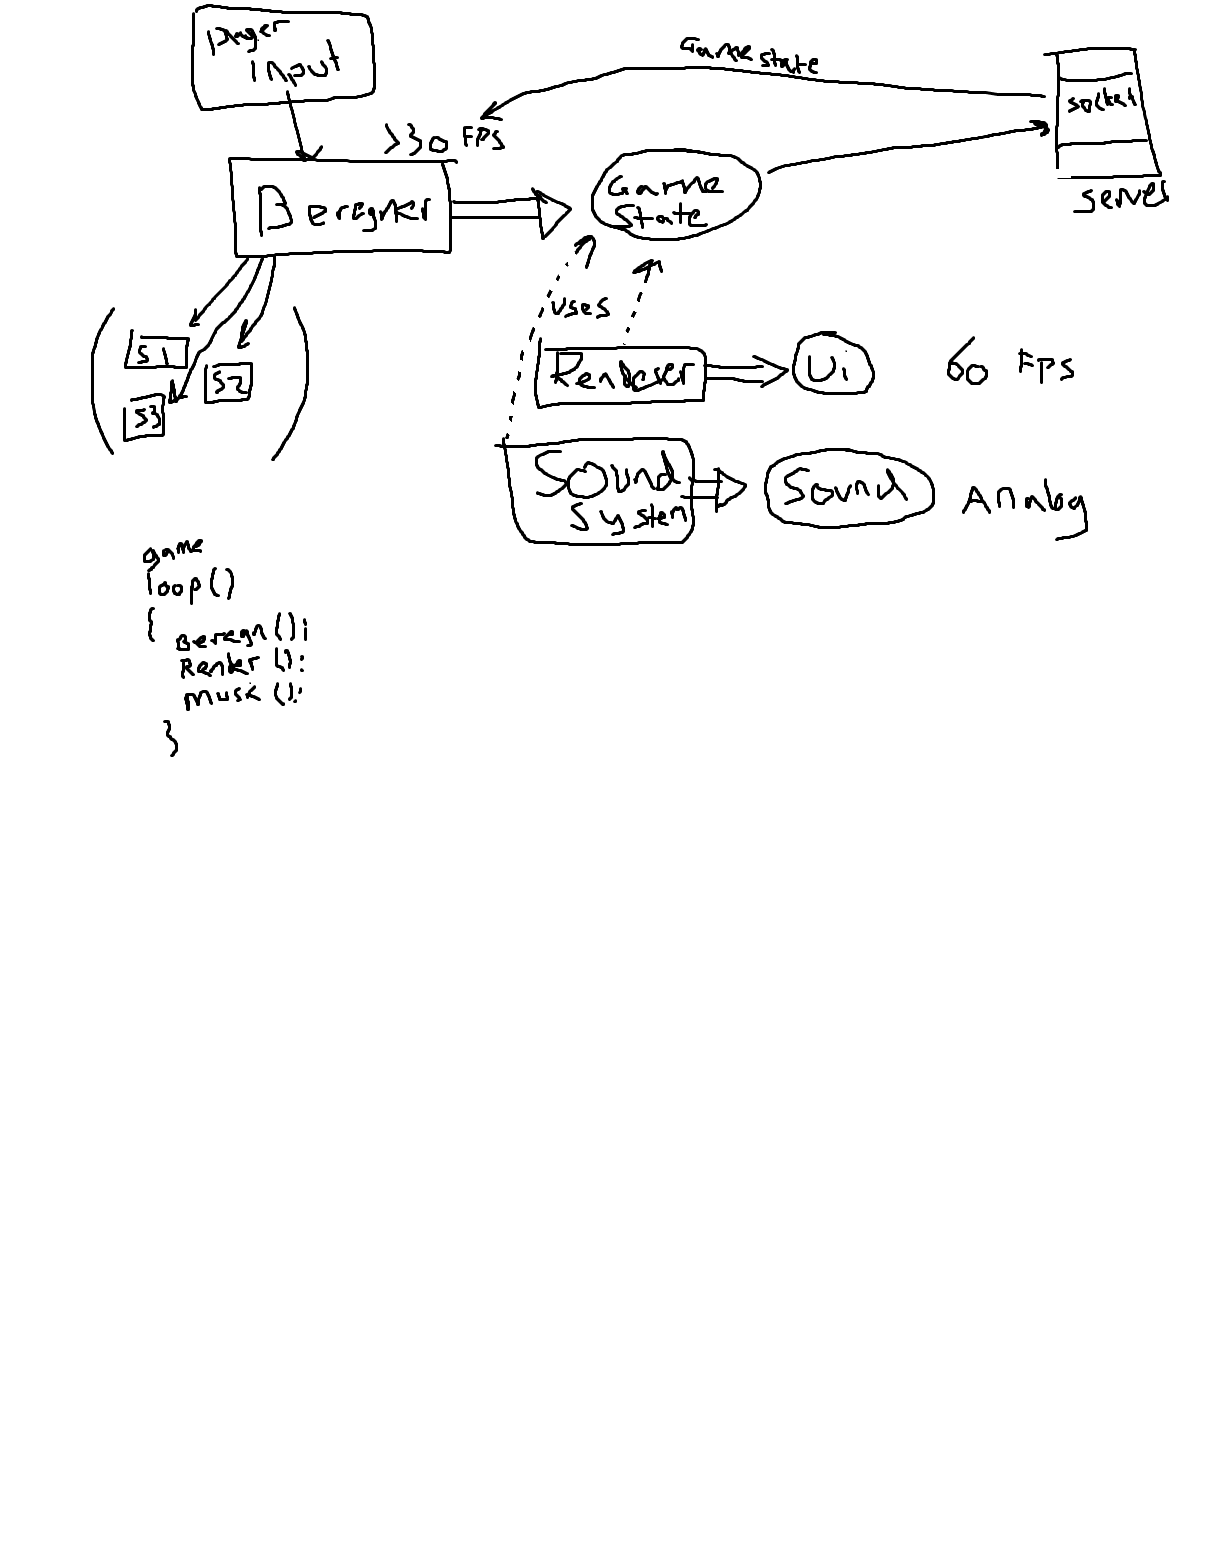 player
input
Game state
socket
server
>30 FPS
Beregner
Game
State
uses
S1
S2
S3
Renderer
Ui
60 FPS
Sound
System
Sound
Analog
game
loop()
{
Beregn();
Render();
musik();
}